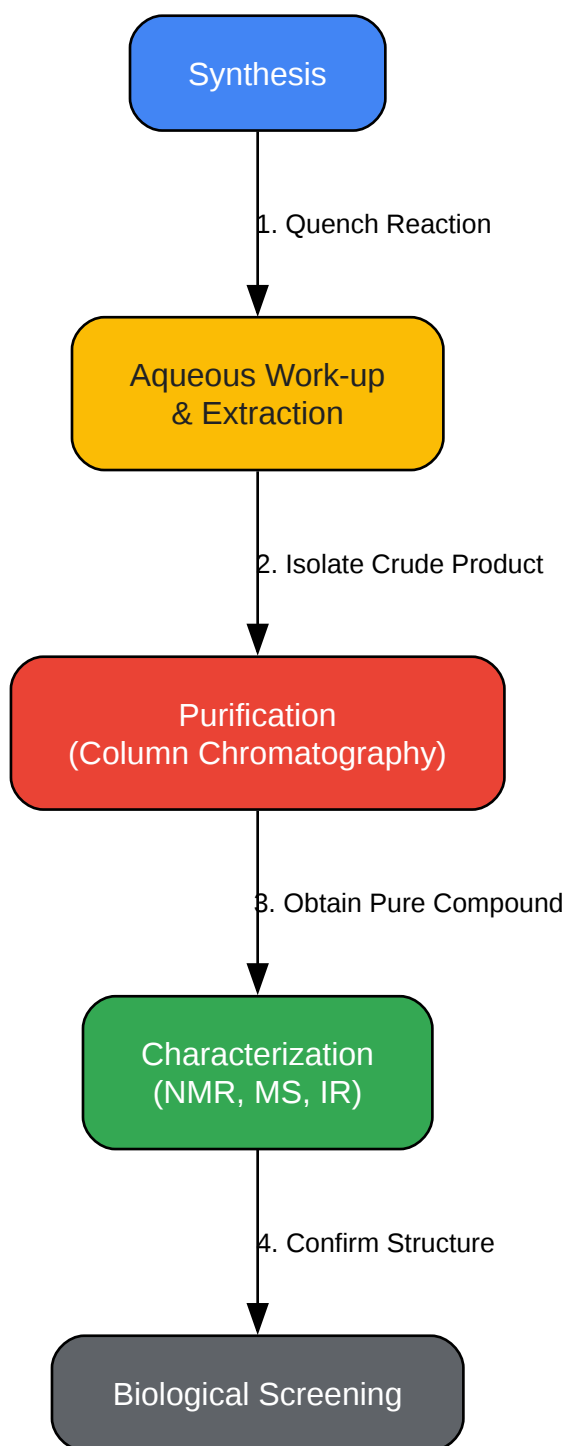 Synthesis
1. Quench Reaction
Aqueous Work-up
& Extraction
2. Isolate Crude Product
Purification
(Column Chromatography)
3. Obtain Pure Compound
Characterization
(NMR, MS, IR)
4. Confirm Structure
Biological Screening